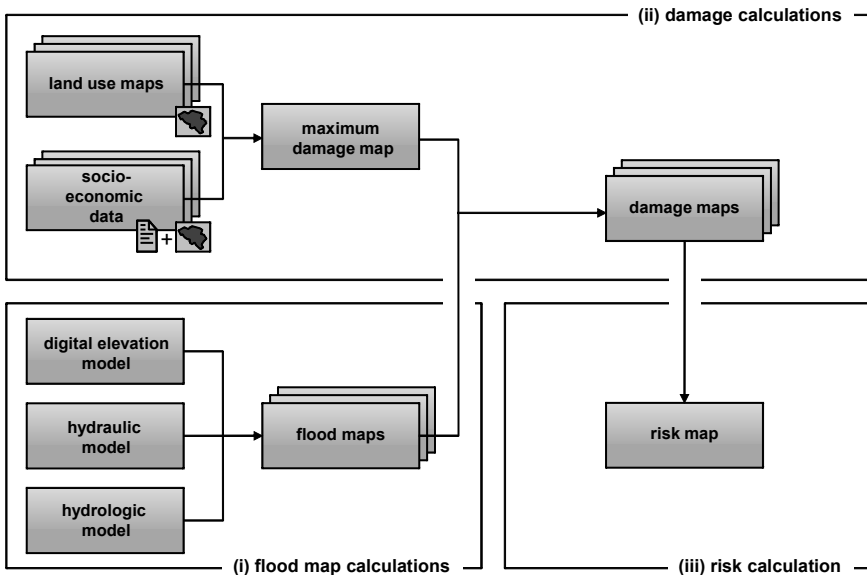 (ii) damage calculations
land use maps
socio-
economic
data
+
maximum
damage map
damage maps
digital elevation
model
hydraulic
model
hydrologic
model
flood maps
risk map
(i) flood map calculations
(iii) risk calculation